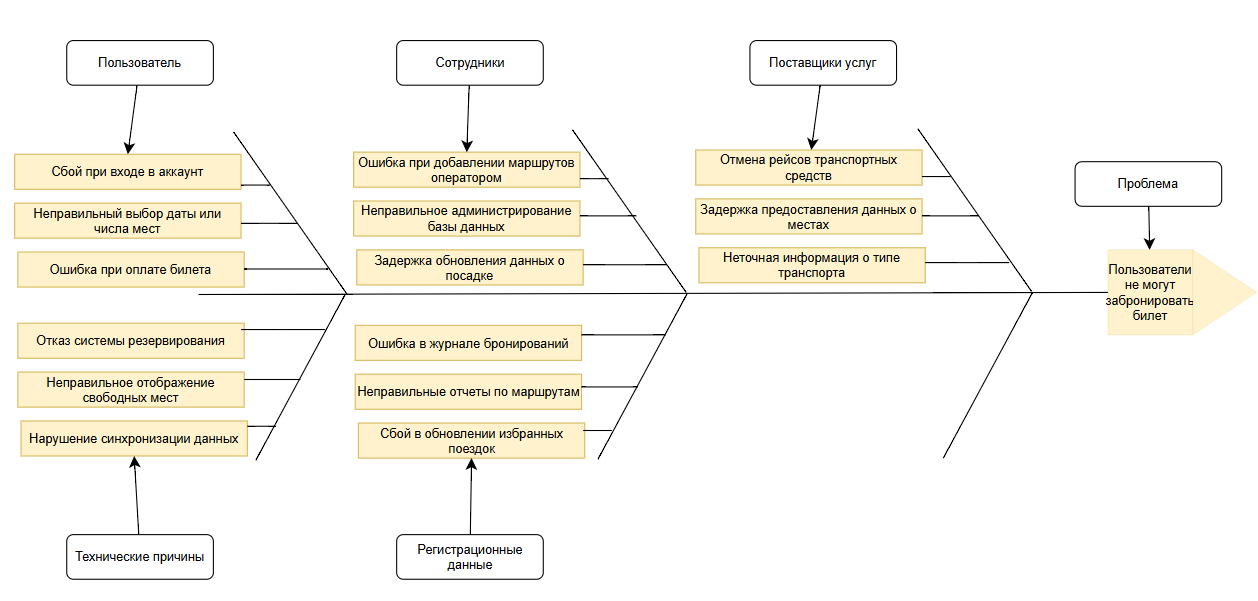 Пользователь
Сотрудники
Поставщики услуг
Сбой при входе в аккаунт
Неправильный выбор даты или
числа мест
Ошибка при оплате билета
Ошибка при добавлении маршрутов
оператором
Неправильное администрирование
базы данных
Задержка обновления данных о
посадке
Отмена рейсов транспортных
средств
Задержка предоставления данных о
местах
Неточная информация о типе
транспорта
Проблема
Пользователи
не могут
забронировать
билет
Отказ системы резервирования
Неправильное отображение
свободных мест
Нарушение синхронизации данных
Ошибка в журнале бронирований
Неправильные отчеты по маршрутам
Сбой в обновлении избранных
поездок
Технические причины
Регистрационные
данные